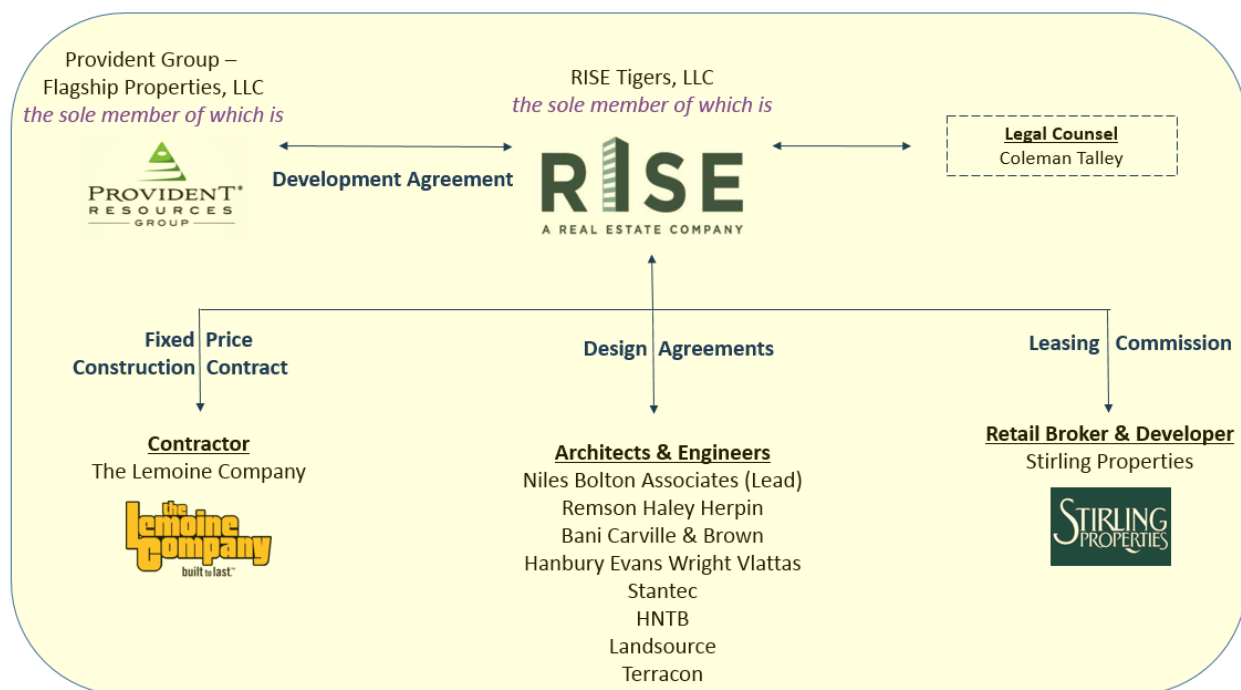 Provident Group –
Flagship Properties, LLC
the sole member of which is
PROVIDENT®
RESOURCES
GROUP
Development Agreement
RISE Tigers, LLC
the sole member of which is
RISE
A REAL ESTATE COMPANY
Legal Counsel
Coleman Talley
Fixed Price
Construction Contract
Design Agreements
Leasing Commission
Contractor
The Lemoine Company
the
Lemoine
Company
built to last.™
Architects & Engineers
Niles Bolton Associates (Lead)
Remson Haley Herpin
Bani Carville & Brown
Hanbury Evans Wright Vlattas
Stantec
HNTB
Landsource
Terracon
Retail Broker & Developer
Stirling Properties
STIRLING
PROPERTIES